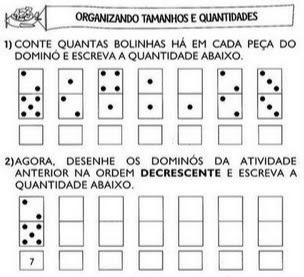 ORGANIZANDO TAMANHOS E QUANTIDADES
1) CONTE QUANTAS BOLINHAS HÁ EM CADA PEÇA DO
DOMINÓ E ESCREVA A QUANTIDADE ABAIXO.
2)AGORA, DESENHE OS DOMINÓS DA ATIVIDADE
ANTERIOR NA ORDEM DECRESCENTE E ESCREVA A
QUANTIDADE ABAIXO.
7